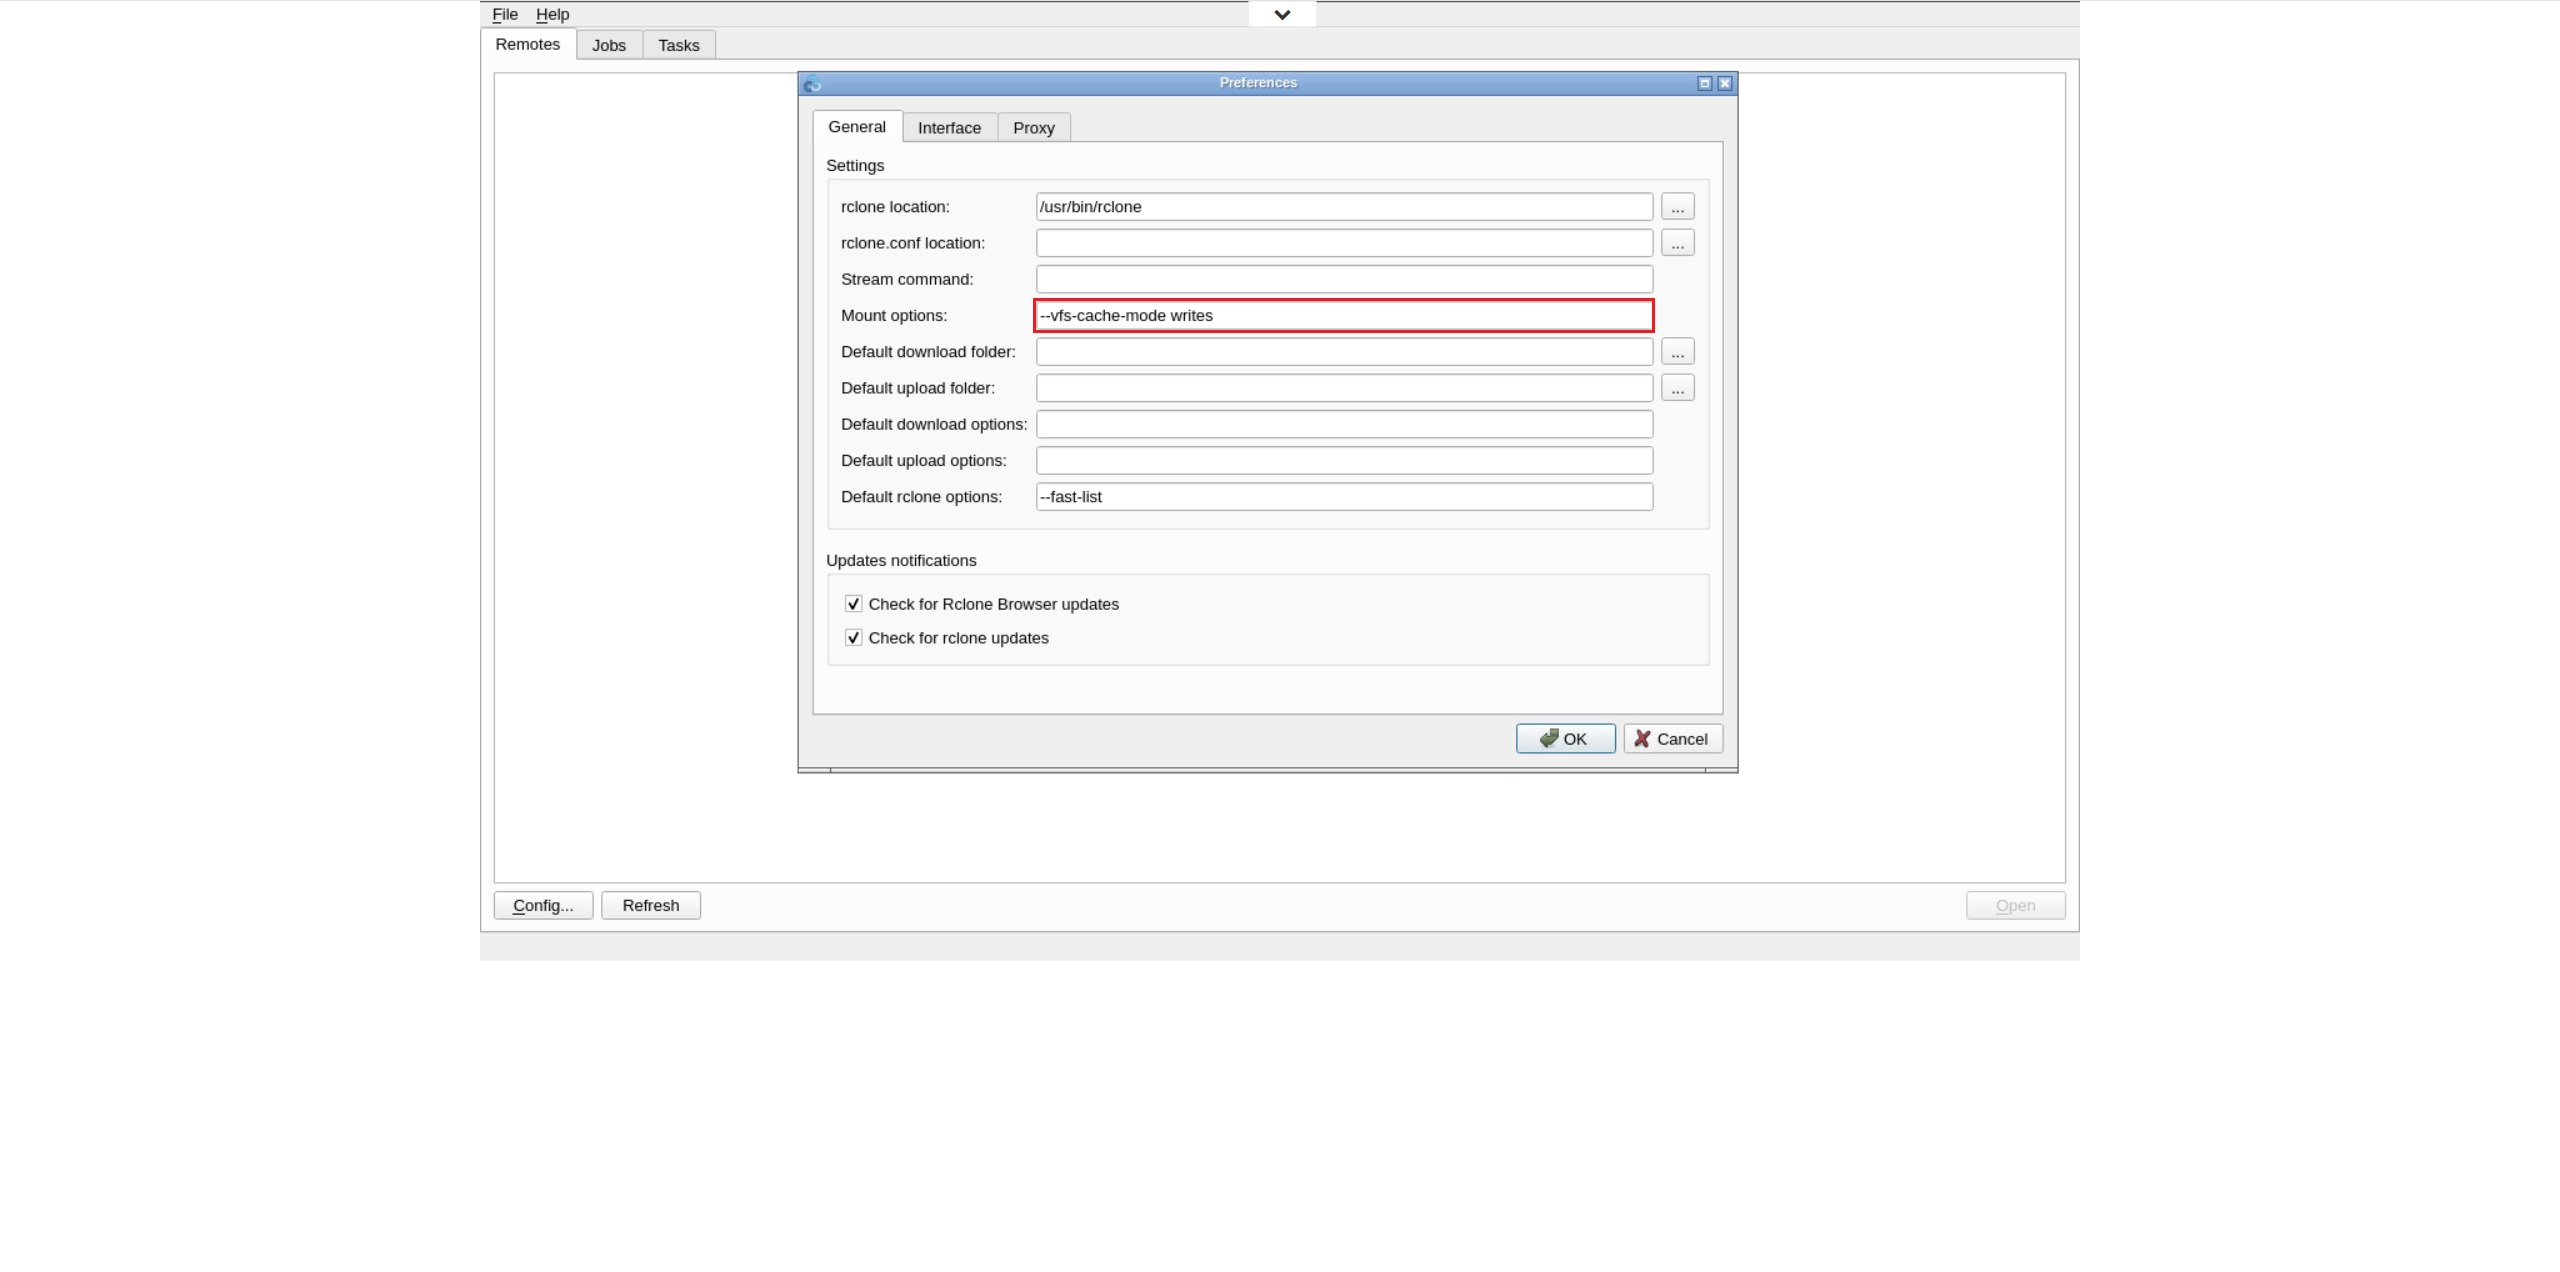 File Help
Remotes Jobs Tasks
Preferences
General Interface Proxy
Settings
rclone location: /usr/bin/rclone ...
rclone.conf location: ...
Stream command:
Mount options: --vfs-cache-mode writes
Default download folder: ...
Default upload folder: ...
Default download options:
Default upload options:
Default rclone options: --fast-list
Updates notifications
Check for Rclone Browser updates
Check for rclone updates
OK Cancel
Config... Refresh Open